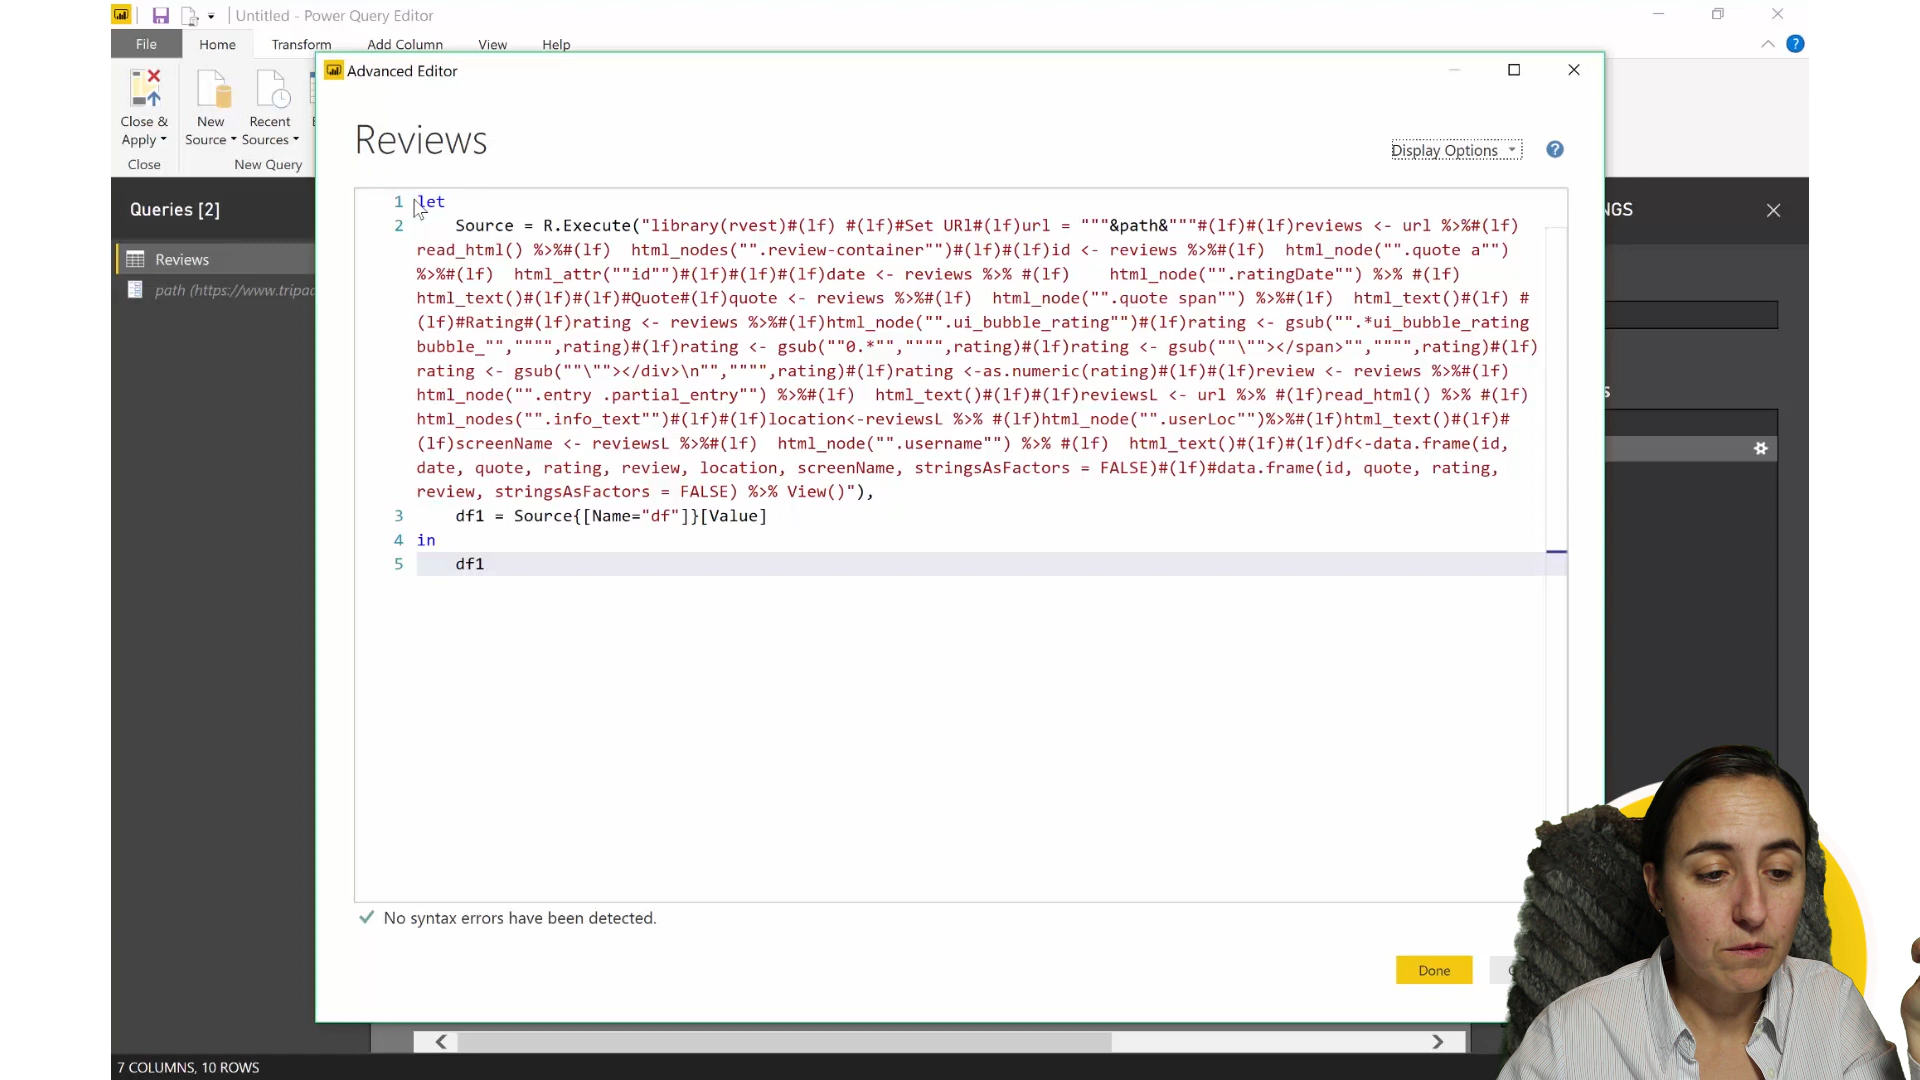 Untitled - Power Query Editor
File Home Transform Add Column View Help
Advanced Editor
Close & Apply
New Source
Recent Sources
Close
New Query
Reviews
Display Options
Queries [2]
Reviews
path (https://www.tripa
NGS
1 let
2 Source = R.Execute("library(rvest)#(lf) #(lf)#Set URl#(lf)url = """&path&"""#(lf)#(lf)reviews <- url %>%#(lf)
read_html() %>%#(lf)  html_nodes("".review-container"")#(lf)#(lf)id <- reviews %>%#(lf)  html_node("".quote a"")
%>%#(lf)  html_attr(""id"")#(lf)#(lf)#(lf)date <- reviews %>% #(lf)    html_node("".ratingDate"") %>% #(lf)
html_text()#(lf)#(lf)#Quote#(lf)quote <- reviews %>%#(lf)  html_node("".quote span"") %>%#(lf)  html_text()#(lf) #
(lf)#Rating#(lf)rating <- reviews %>%#(lf)html_node("".ui_bubble_rating"")#(lf)rating <- gsub("".*ui_bubble_rating
bubble_"","""",rating)#(lf)rating <- gsub(""0.*"","""",rating)#(lf)rating <- gsub(""\""></span>"","""",rating)#(lf)
rating <- gsub(""\""></div>\n"","""",rating)#(lf)rating <-as.numeric(rating)#(lf)#(lf)review <- reviews %>%#(lf)
html_node("".entry .partial_entry"") %>%#(lf)  html_text()#(lf)#(lf)reviewsL <- url %>% #(lf)read_html() %>% #(lf)
html_nodes("".info_text"")#(lf)#(lf)location<-reviewsL %>% #(lf)html_node("".userLoc"")%>%#(lf)html_text()#(lf)#
(lf)screenName <- reviewsL %>%#(lf)  html_node("".username"") %>% #(lf)  html_text()#(lf)#(lf)df<-data.frame(id,
date, quote, rating, review, location, screenName, stringsAsFactors = FALSE)#(lf)#data.frame(id, quote, rating,
review, stringsAsFactors = FALSE) %>% View()"),
3 df1 = Source{[Name="df"]}[Value]
4 in
5 df1
No syntax errors have been detected.
Done
7 COLUMNS, 10 ROWS